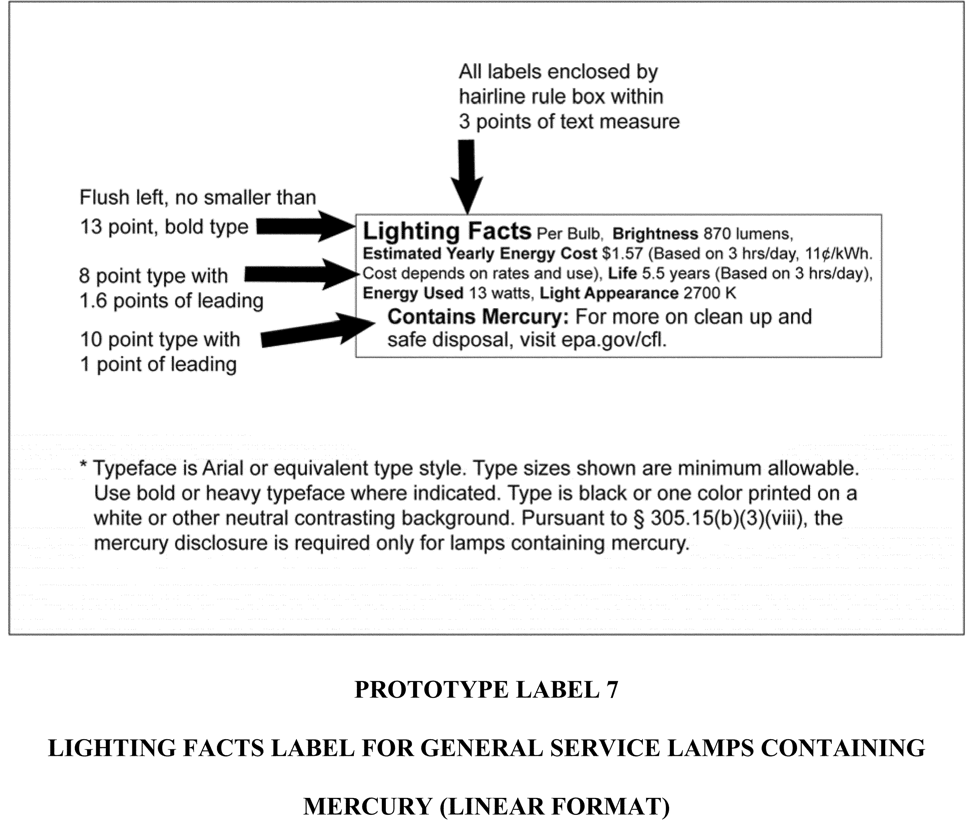 All labels enclosed by
hairline rule box within
3 points of text measure
Flush left, no smaller than
13 point, bold type
8 point type with
1.6 points of leading
10 point type with
1 point of leading
Lighting Facts Per Bulb, Brightness 870 lumens,
Estimated Yearly Energy Cost $1.57 (Based on 3 hrs/day, 11¢/kWh.
Cost depends on rates and use), Life 5.5 years (Based on 3 hrs/day),
Energy Used 13 watts, Light Appearance 2700 K
Contains Mercury: For more on clean up and
safe disposal, visit epa.gov/cfl.
* Typeface is Arial or equivalent type style. Type sizes shown are minimum allowable.
Use bold or heavy typeface where indicated. Type is black or one color printed on a
white or other neutral contrasting background. Pursuant to § 305.15(b)(3)(viii), the
mercury disclosure is required only for lamps containing mercury.
PROTOTYPE LABEL 7
LIGHTING FACTS LABEL FOR GENERAL SERVICE LAMPS CONTAINING
MERCURY (LINEAR FORMAT)